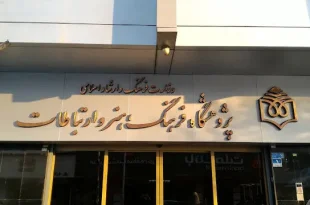 وزارت فرهنگ و ارشاد اسلامی
پژوهشگاه فرهنگ، هنر و ارتباطات